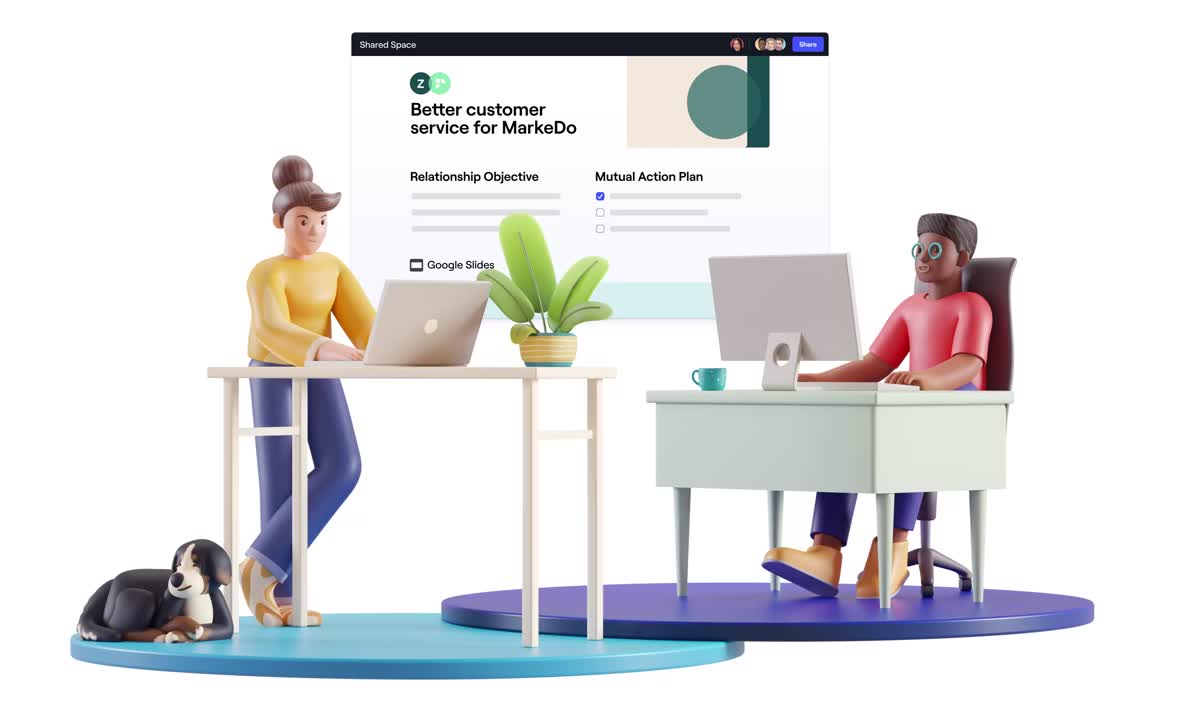 Shared Space
Share
Z
Better customer
service for MarkeDo
Relationship Objective
Mutual Action Plan
Google Slides